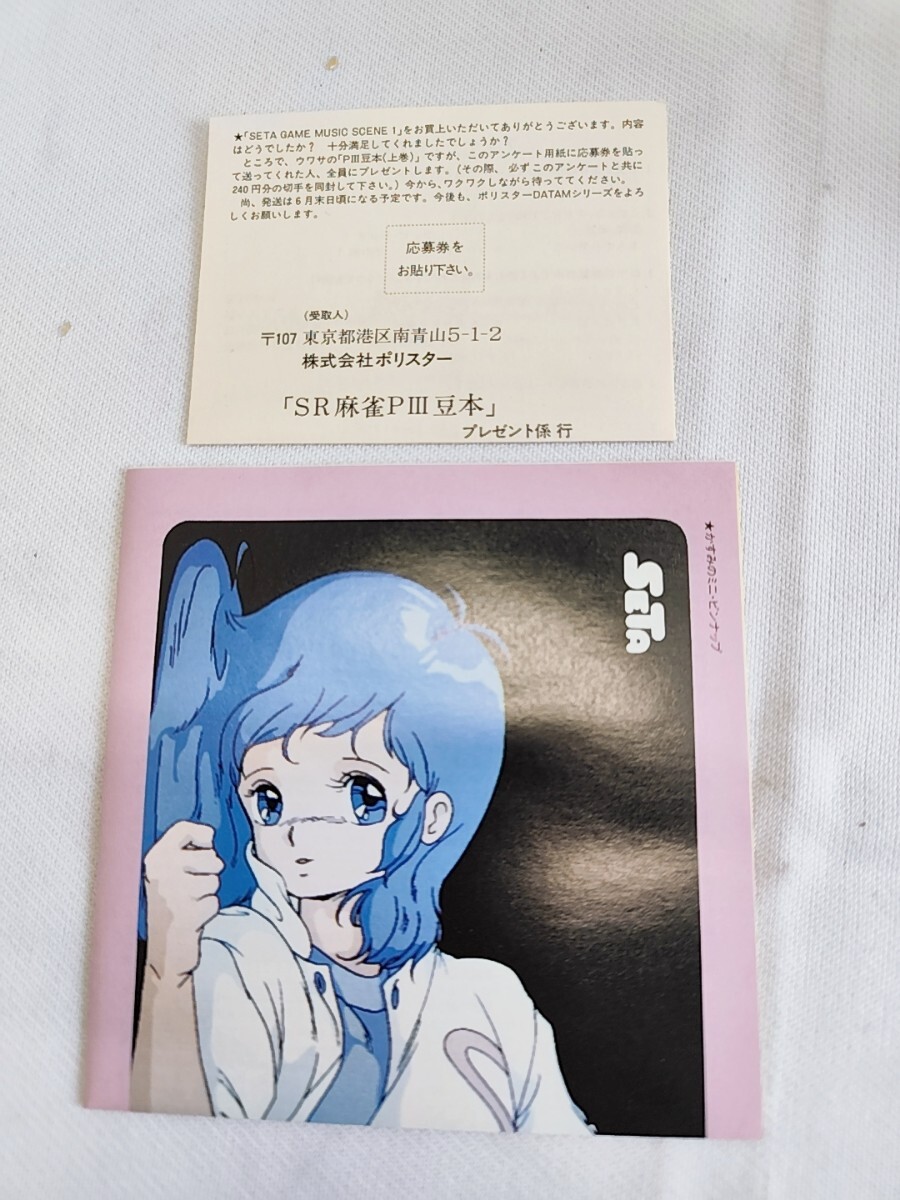 ★「SETA GAME MUSIC SCENE 1」をお買上いただいてありがとうございます。内容
はどうでしたか？　十分満足してくれましたでしょうか？
ところで、ウワサの「PIII豆本(上巻)」ですが、このアンケート用紙に応募券を貼っ
て送ってくれた人、全員にプレゼントします。(その際、必ずこのアンケートと共に
240円分の切手を同封して下さい。) 今から、ワクワクしながら待っててください。
尚、発送は6月末日頃になる予定です。今後も、ポリスターDATAMシリーズをよろ
しくお願いします。
応募券を
お貼り下さい。
(受取人)
〒107 東京都港区南青山5-1-2
株式会社ポリスター
「SR麻雀PIII豆本」
プレゼント係 行
SETA
★かすみのミニ・ピンナップ